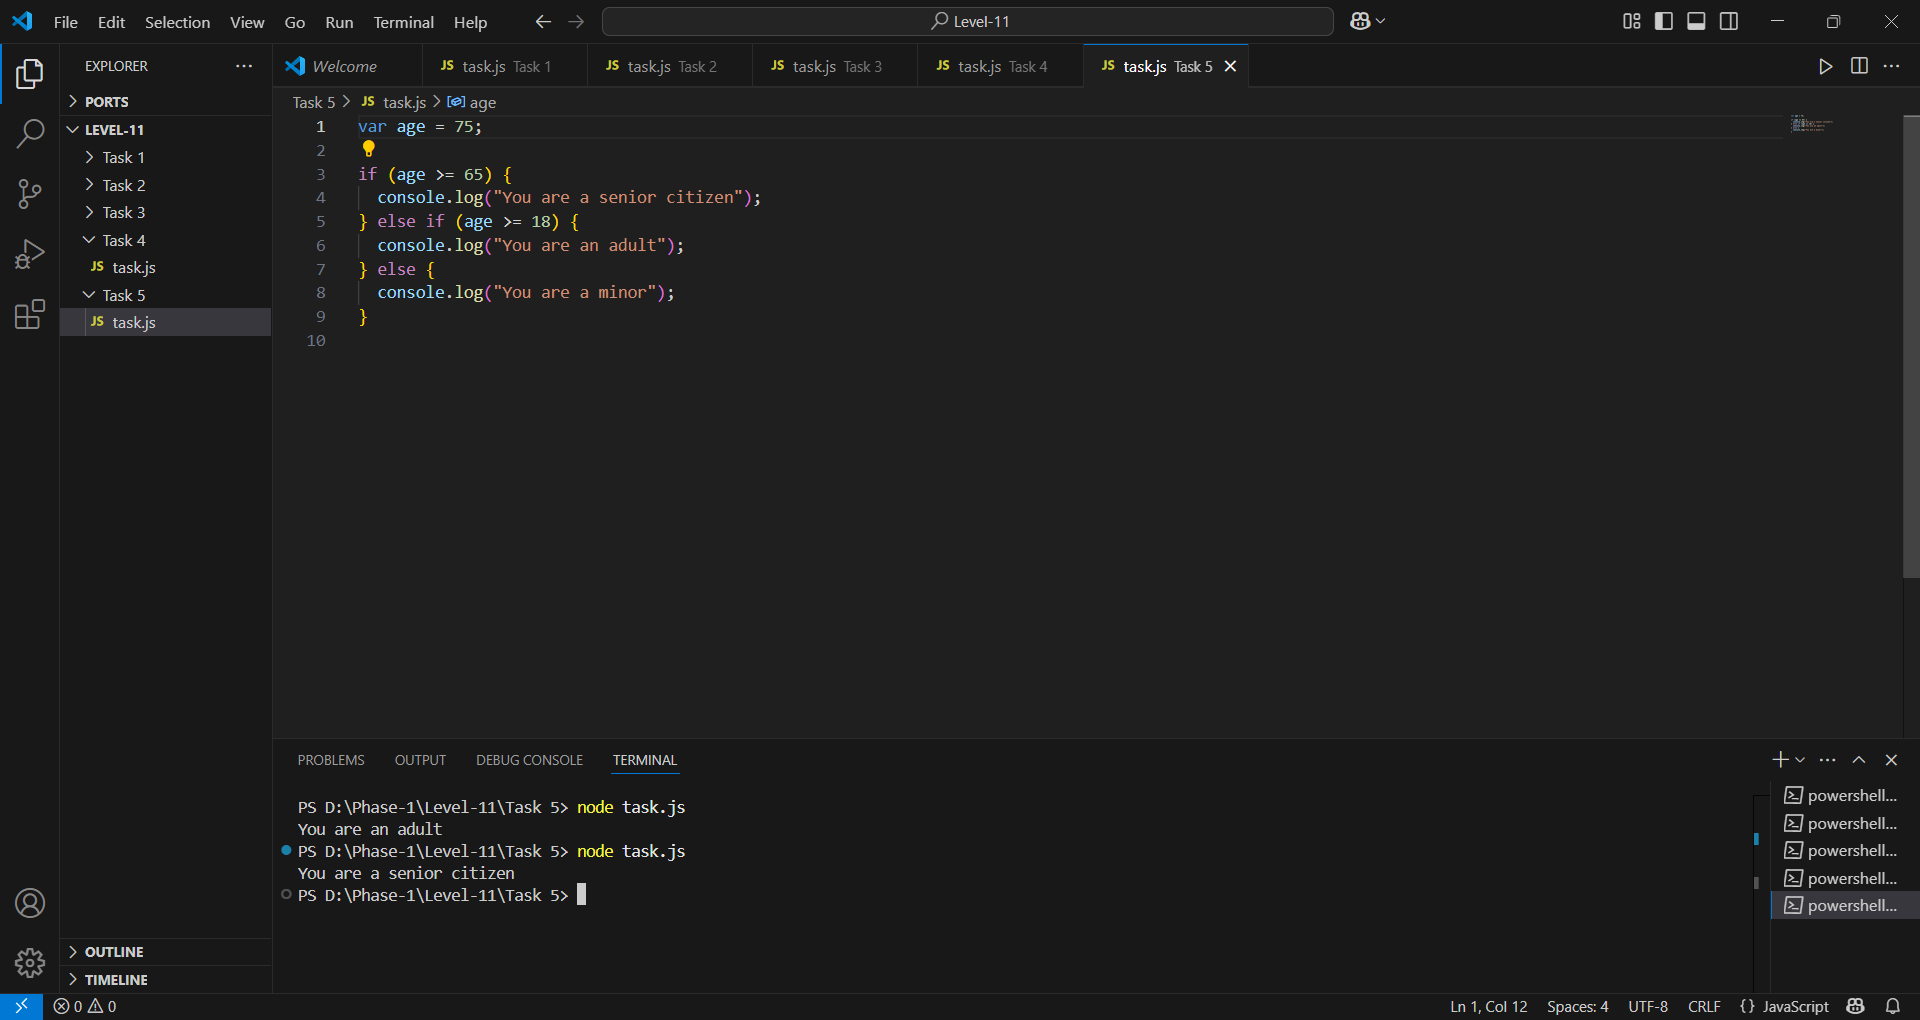 File Edit Selection View Go Run Terminal Help
Level-11
EXPLORER
PORTS
LEVEL-11
Task 1
Task 2
Task 3
Task 4
JS task.js
Task 5
JS task.js
OUTLINE
TIMELINE
Welcome
JS task.js Task 1
JS task.js Task 2
JS task.js Task 3
JS task.js Task 4
JS task.js Task 5
Task 5 > JS task.js > age
1 var age = 75;
2
3 if (age >= 65) {
4 console.log("You are a senior citizen");
5 } else if (age >= 18) {
6 console.log("You are an adult");
7 } else {
8 console.log("You are a minor");
9 }
10
PROBLEMS OUTPUT DEBUG CONSOLE TERMINAL
PS D:\Phase-1\Level-11\Task 5> node task.js
You are an adult
PS D:\Phase-1\Level-11\Task 5> node task.js
You are a senior citizen
PS D:\Phase-1\Level-11\Task 5>
powershell...
powershell...
powershell...
powershell...
powershell...
0 0
Ln 1, Col 12 Spaces: 4 UTF-8 CRLF {} JavaScript